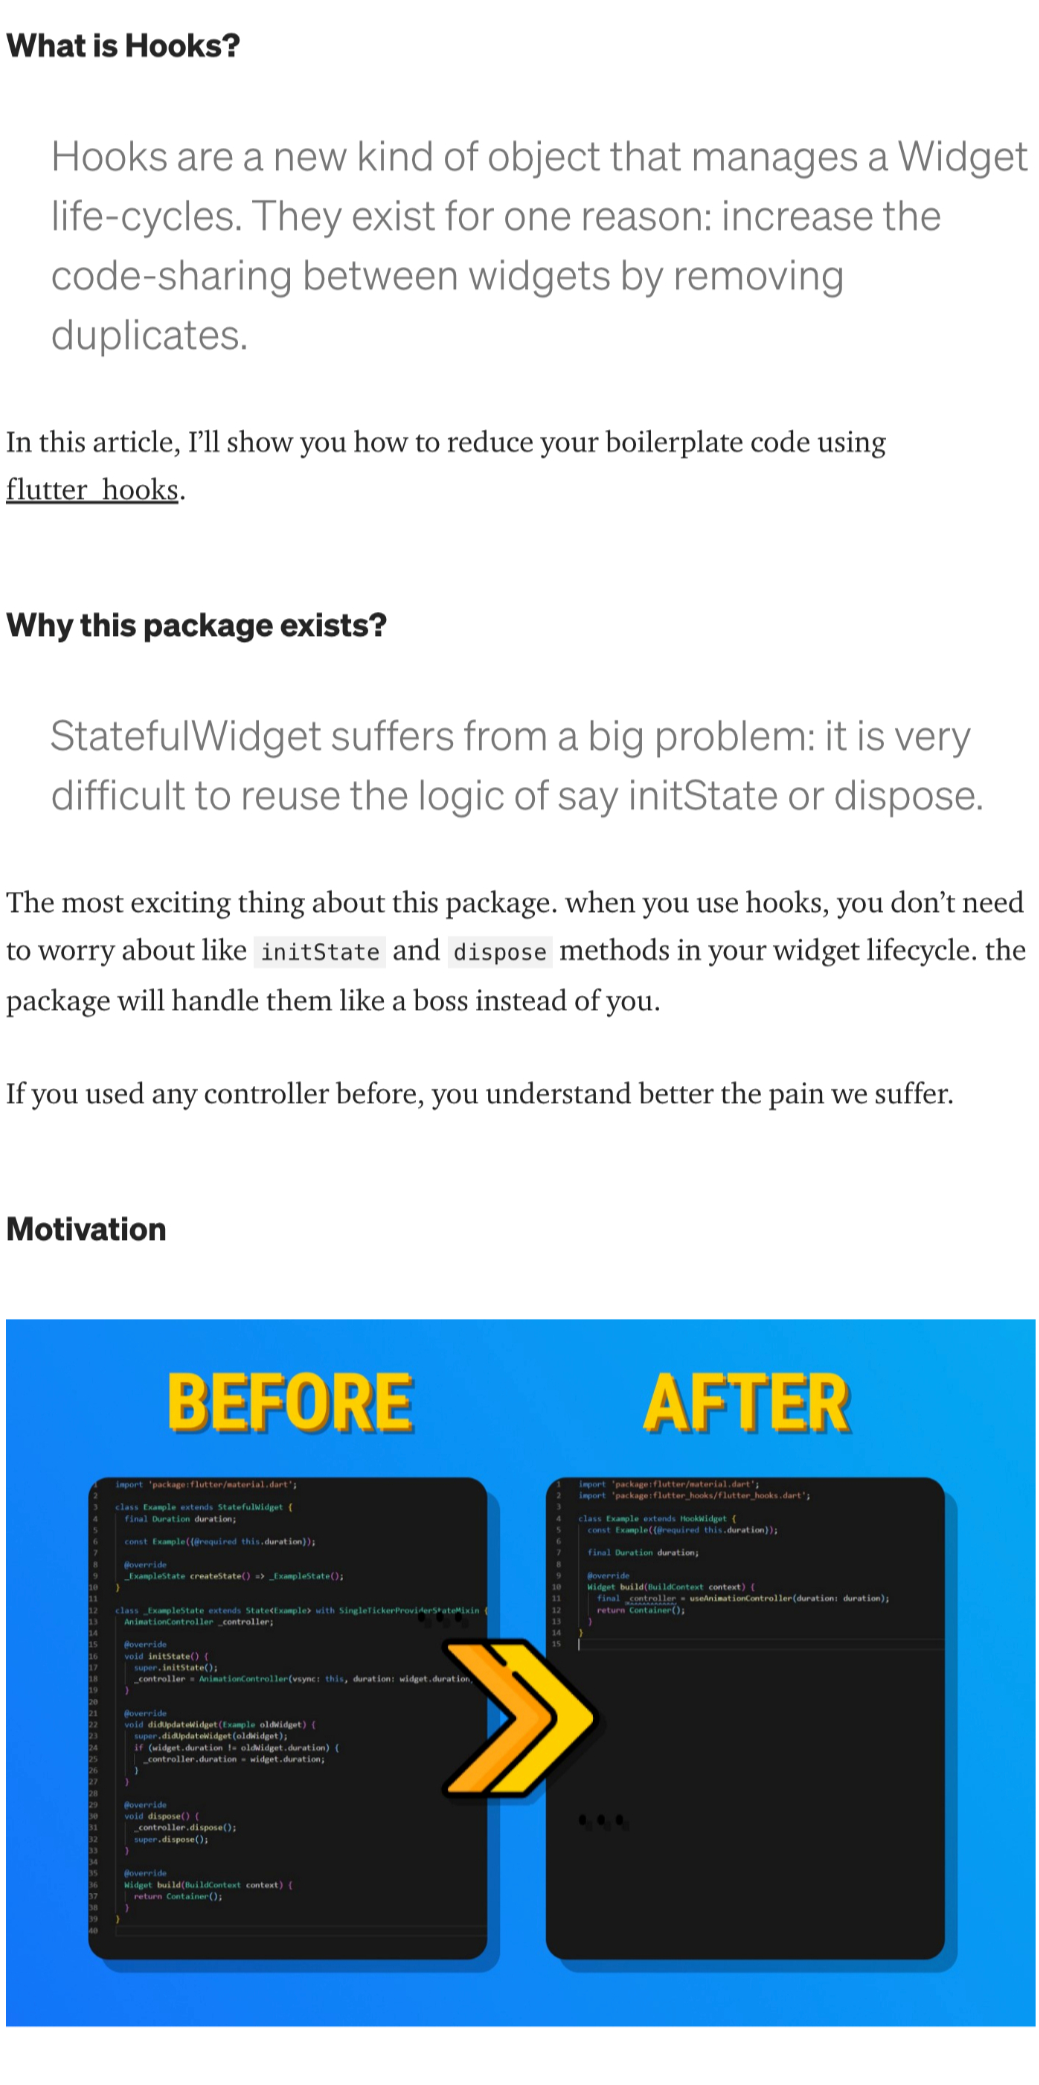 What is Hooks?
Hooks are a new kind of object that manages a Widget
life-cycles. They exist for one reason: increase the
code-sharing between widgets by removing
duplicates.
In this article, I’ll show you how to reduce your boilerplate code using
flutter_hooks.
Why this package exists?
StatefulWidget suffers from a big problem: it is very
difficult to reuse the logic of say initState or dispose.
The most exciting thing about this package. when you use hooks, you don’t need
to worry about like initState and dispose methods in your widget lifecycle. the
package will handle them like a boss instead of you.
If you used any controller before, you understand better the pain we suffer.
Motivation
BEFORE
1 import 'package:flutter/material.dart';
2
3 class Example extends StatefulWidget {
4 final Duration duration;
5
6 const Example({@required this.duration});
7
8 @override
9 _ExampleState createState() => _ExampleState();
10 }
11
12 class _ExampleState extends State<Example> with SingleTickerProviderStateMixin {
13 AnimationController _controller;
14
15 @override
16 void initState() {
17 super.initState();
18 _controller = AnimationController(vsync: this, duration: widget.duration
19 }
20
21 @override
22 void didUpdateWidget(Example oldWidget) {
23 super.didUpdateWidget(oldWidget);
24 if (widget.duration != oldWidget.duration) {
25 _controller.duration = widget.duration;
26 }
27 }
28
29 @override
30 void dispose() {
31 _controller.dispose();
32 super.dispose();
33 }
34
35 @override
36 Widget build(BuildContext context) {
37 return Container();
38 }
39 }
40
AFTER
1 import 'package:flutter/material.dart';
2 import 'package:flutter_hooks/flutter_hooks.dart';
3
4 class Example extends HookWidget {
5 const Example({@required this.duration});
6
7 final Duration duration;
8
9 @override
10 Widget build(BuildContext context) {
11 final _controller = useAnimationController(duration: duration);
12 return Container();
13 }
14 }
15